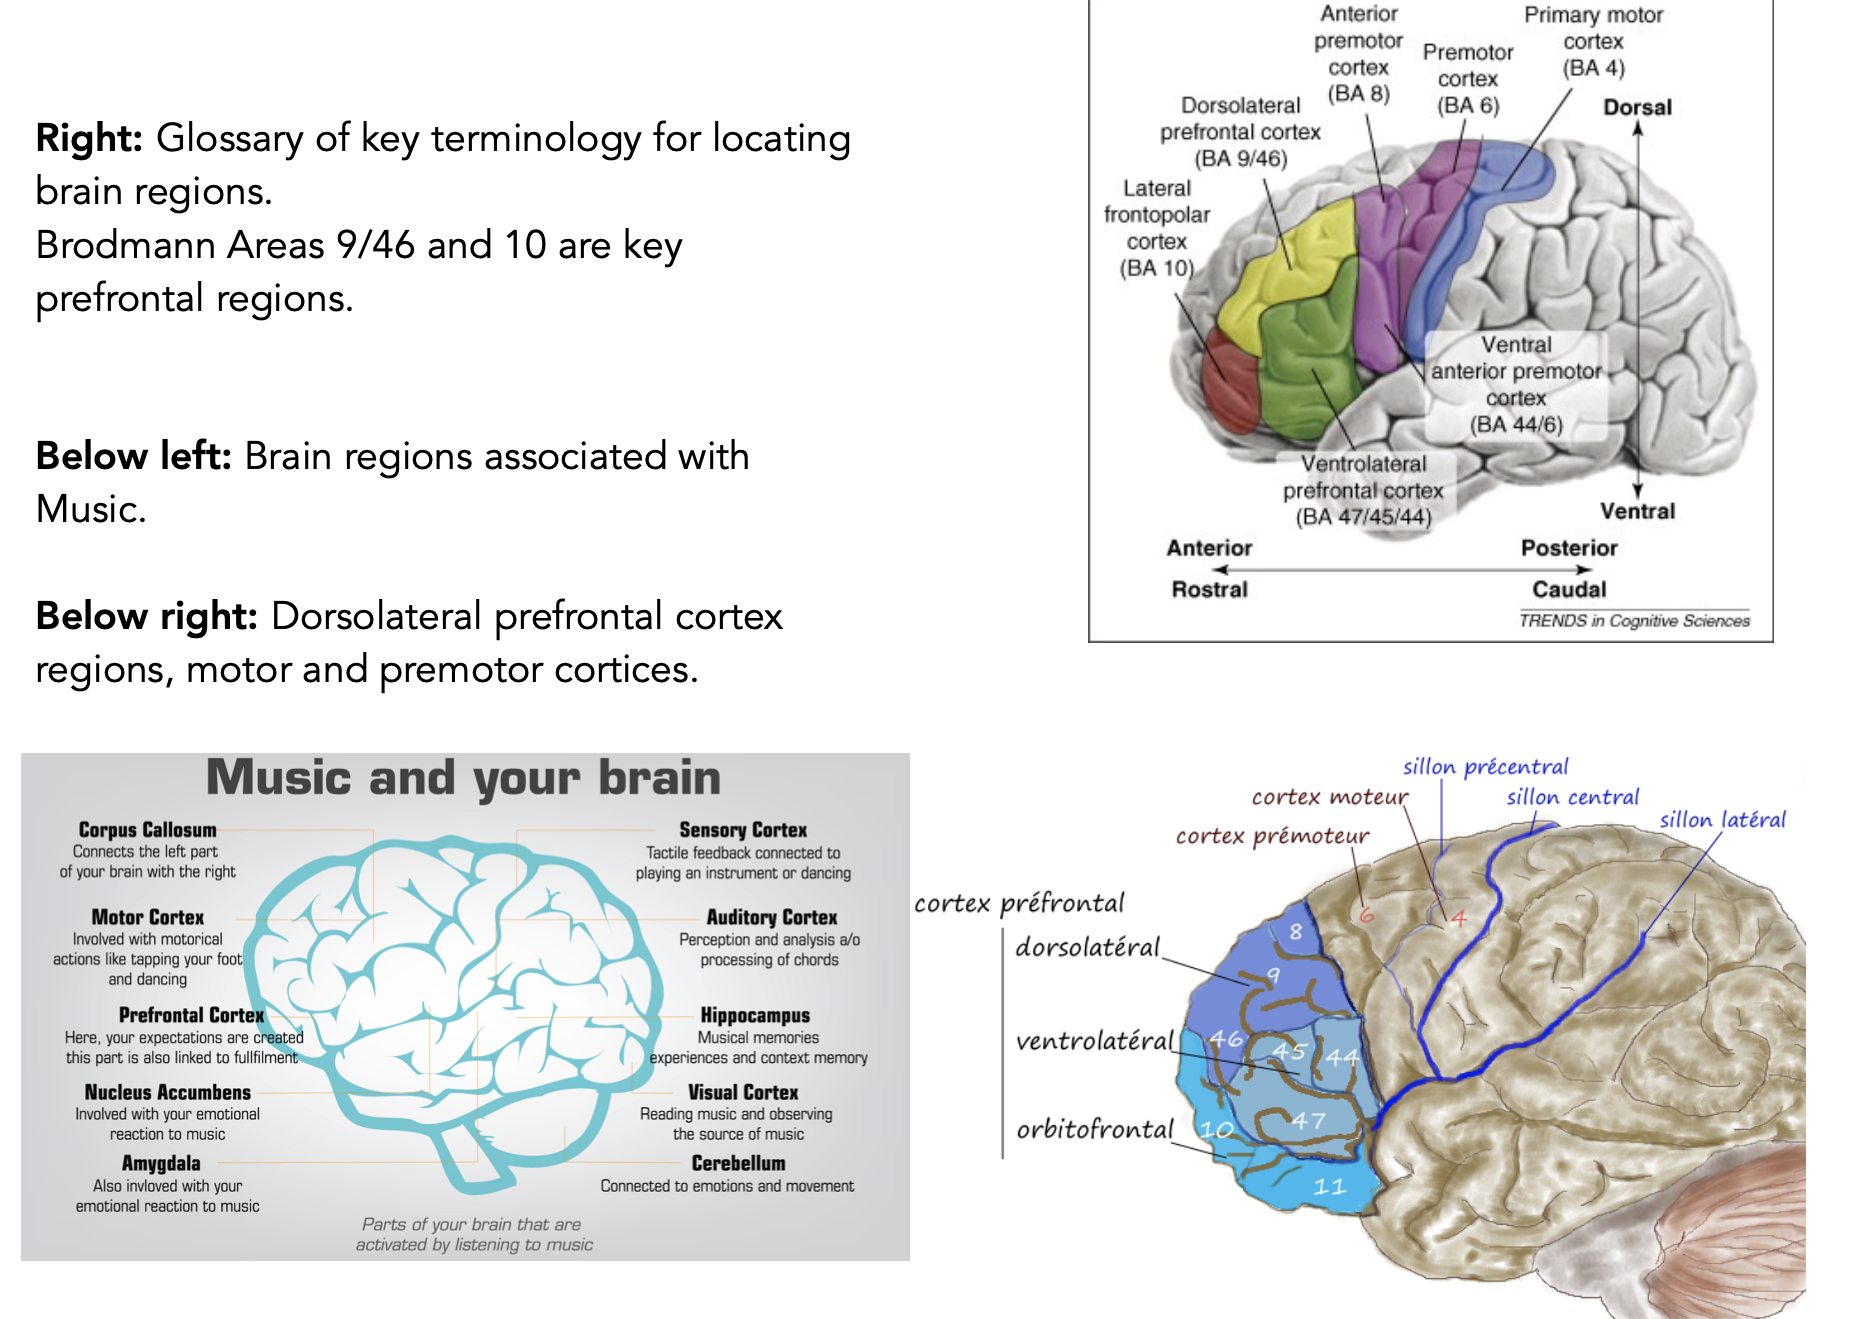 Right: Glossary of key terminology for locating
brain regions.
Brodmann Areas 9/46 and 10 are key
prefrontal regions.
Below left: Brain regions associated with
Music.
Below right: Dorsolateral prefrontal cortex
regions, motor and premotor cortices.
Anterior
premotor
cortex
(BA 8)
Premotor
cortex
(BA 6)
Primary motor
cortex
(BA 4)
Dorsolateral
prefrontal cortex
(BA 9/46)
Lateral
frontopolar
cortex
(BA 10)
Dorsal
Ventral
anterior premotor
cortex
(BA 44/6)
Ventrolateral
prefrontal cortex
(BA 47/45/44)
Ventral
Anterior
Posterior
Rostral
Caudal
TRENDS in Cognitive Sciences
Music and your brain
Corpus Callosum
Connects the left part
of your brain with the right
Motor Cortex
Involved with motorical
actions like tapping your foot
and dancing
Prefrontal Cortex
Here, your expectations are created
this part is also linked to fullfilment
Nucleus Accumbens
Involved with your emotional
reaction to music
Amygdala
Also invloved with your
emotional reaction to music
Sensory Cortex
Tactile feedback connected to
playing an instrument or dancing
Auditory Cortex
Perception and analysis a/o
processing of chords
Hippocampus
Musical memories
experiences and context memory
Visual Cortex
Reading music and observing
the source of music
Cerebellum
Connected to emotions and movement
Parts of your brain that are
activated by listening to music
sillon précentral
cortex moteur
sillon central
cortex prémoteur
sillon latéral
cortex préfrontal
dorsolatéral
ventrolatéral
orbitofrontal
8
6
4
9
46
45
44
47
10
11